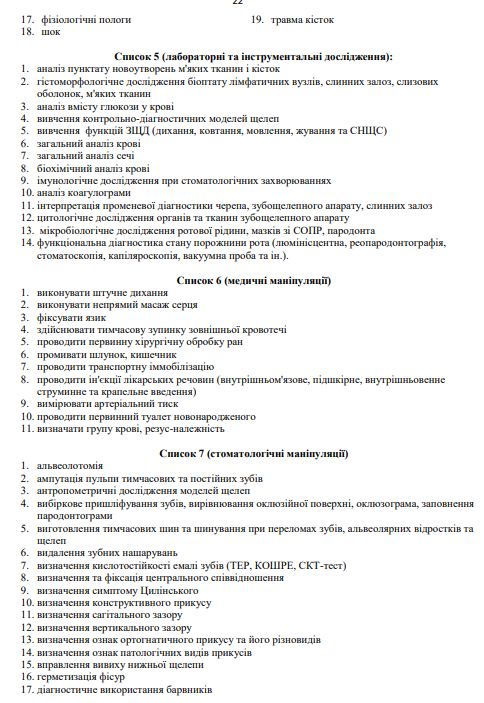 22
17. фізіологічні пологи 19. травма кісток
18. шок
Список 5 (лабораторні та інструментальні дослідження):
1. аналіз пунктату новоутворень м'яких тканин і кісток
2. гістоморфологічне дослідження біоптату лімфатичних вузлів, слинних залоз, слизових
оболонок, м'яких тканин
3. аналіз вмісту глюкози у крові
4. вивчення контрольно-діагностичних моделей щелеп
5. вивчення функцій ЗЩД (дихання, ковтання, мовлення, жування та СНЩС)
6. загальний аналіз крові
7. загальний аналіз сечі
8. біохімічний аналіз крові
9. імунологічне дослідження при стоматологічних захворюваннях
10. аналіз коагулограми
11. інтерпретація променевої діагностики черепа, зубощелепного апарату, слинних залоз
12. цитологічне дослідження органів та тканин зубощелепного апарату
13. мікробіологічне дослідження ротової рідини, мазків зі СОПР, пародонта
14. функціональна діагностика стану порожнини рота (люмінісцентна, реопародонтографія,
стоматоскопія, капіляроскопія, вакуумна проба та ін.).
Список 6 (медичні маніпуляції)
1. виконувати штучне дихання
2. виконувати непрямий масаж серця
3. фіксувати язик
4. здійснювати тимчасову зупинку зовнішньої кровотечі
5. проводити первинну хірургічну обробку ран
6. промивати шлунок, кишечник
7. проводити транспортну іммобілізацію
8. проводити ін'єкції лікарських речовин (внутрішньом'язове, підшкірне, внутрішньовенне
струминне та крапельне введення)
9. вимірювати артеріальний тиск
10. проводити первинний туалет новонародженого
11. визначати групу крові, резус-належність
Список 7 (стоматологічні маніпуляції)
1. альвеолотомія
2. ампутація пульпи тимчасових та постійних зубів
3. антропометричні дослідження моделей щелеп
4. вибіркове пришліфування зубів, вирівнювання оклюзійної поверхні, оклюзограма, заповнення
пародонтограми
5. виготовлення тимчасових шин та шинування при переломах зубів, альвеолярних відростків та
щелеп
6. видалення зубних нашарувань
7. визначення кислотостійкості емалі зубів (ТЕР, КОШРЕ, СКТ-тест)
8. визначення та фіксація центрального співвідношення
9. визначення симптому Цилінського
10. визначення конструктивного прикусу
11. визначення сагітального зазору
12. визначення вертикального зазору
13. визначення ознак ортогнатичного прикусу та його різновидів
14. визначення ознак патологічних видів прикусів
15. вправлення вивиху нижньої щелепи
16. герметизація фісур
17. діагностичне використання барвників